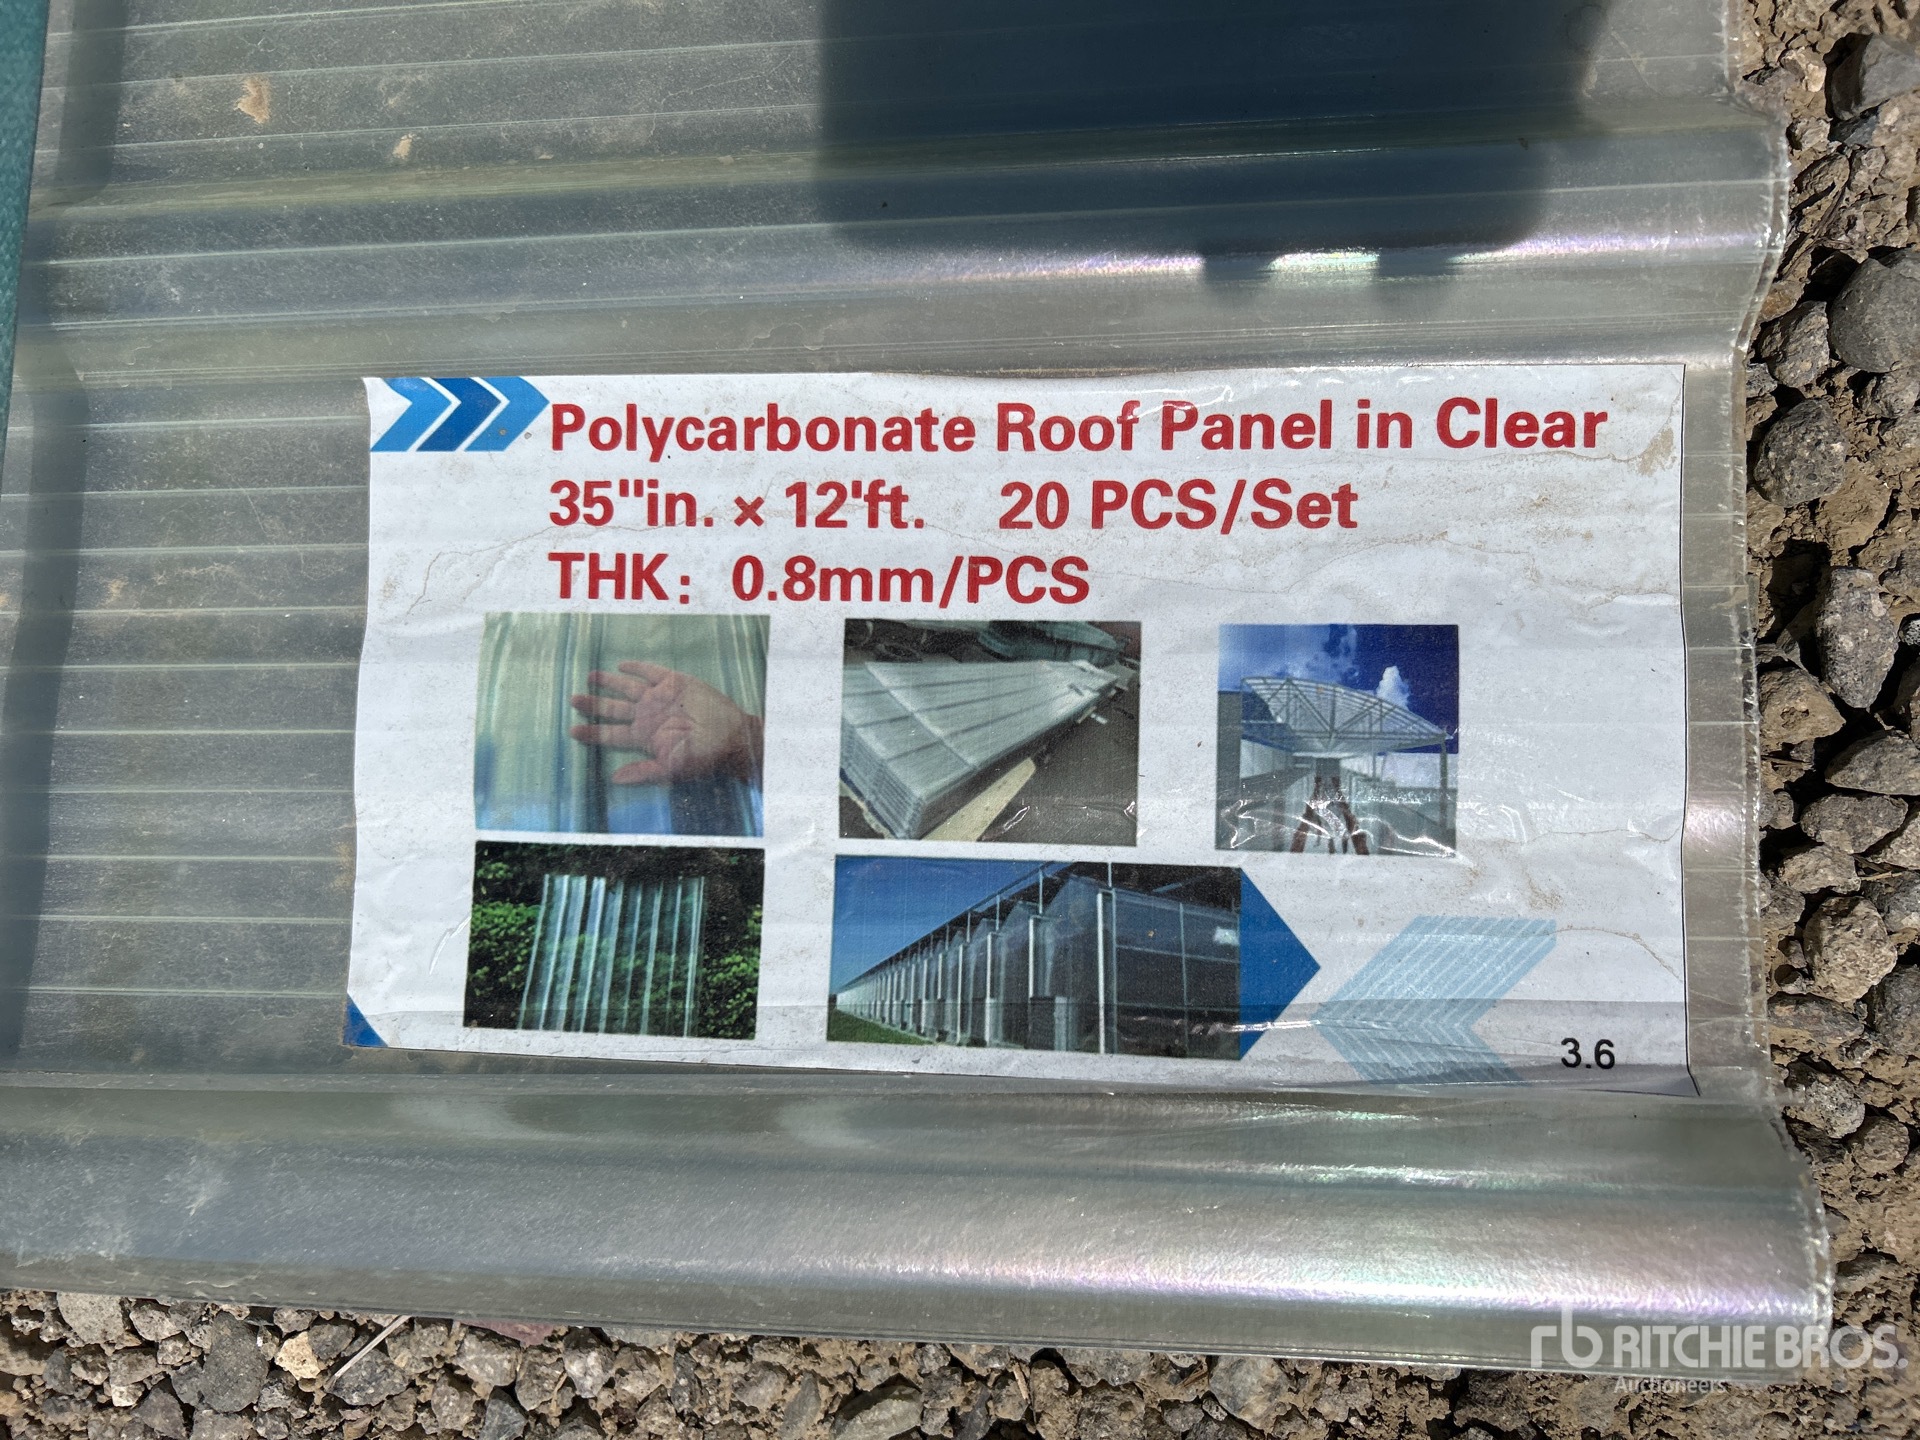 Polycarbonate Roof Panel in Clear
35"in. × 12'ft. 20 PCS/Set
THK: 0.8mm/PCS
3.6
rb RITCHIE BROS.
Auctioneers